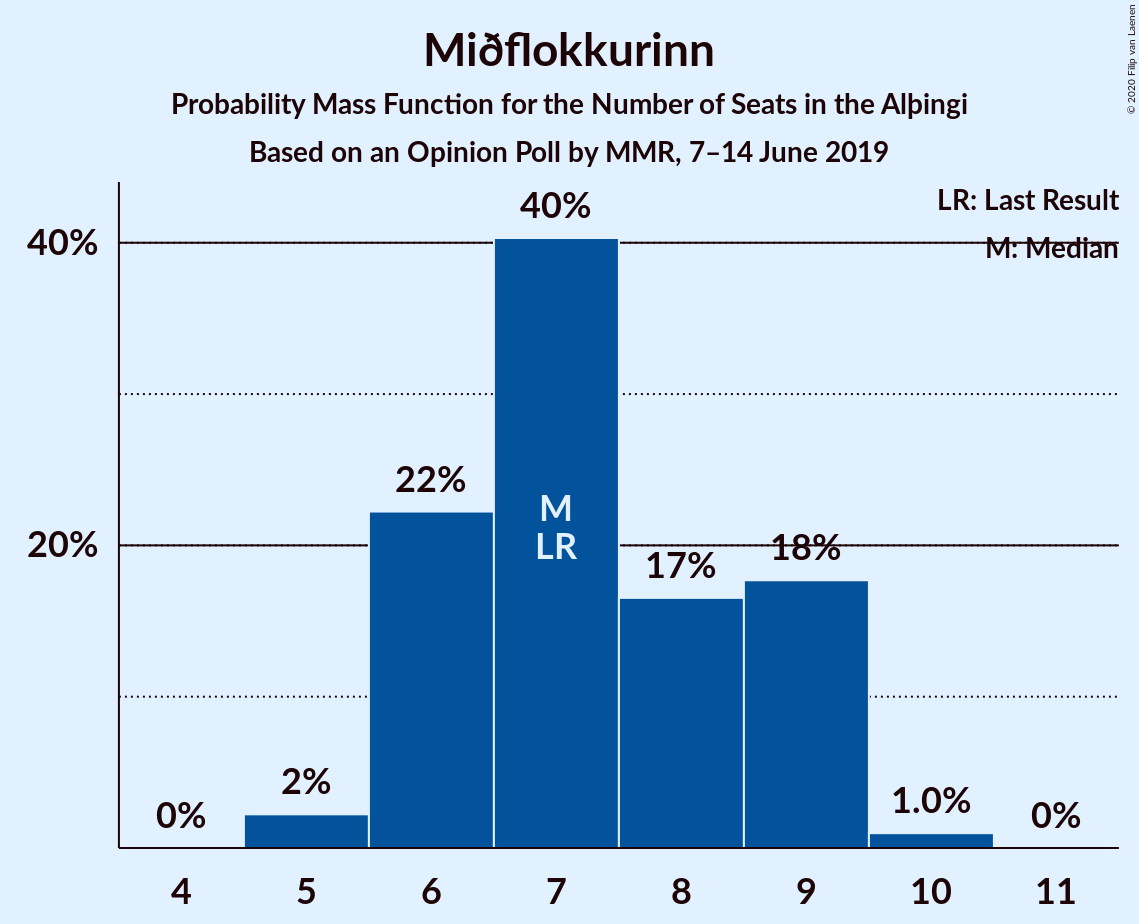 Miðflokkurinn
Probability Mass Function for the Number of Seats in the Alþingi
Based on an Opinion Poll by MMR, 7–14 June 2019
© 2020 Filip van Laenen
LR: Last Result
M: Median
40%
20%
0%
2%
22%
40%
M
LR
17%
18%
1.0%
0%
4 5 6 7 8 9 10 11